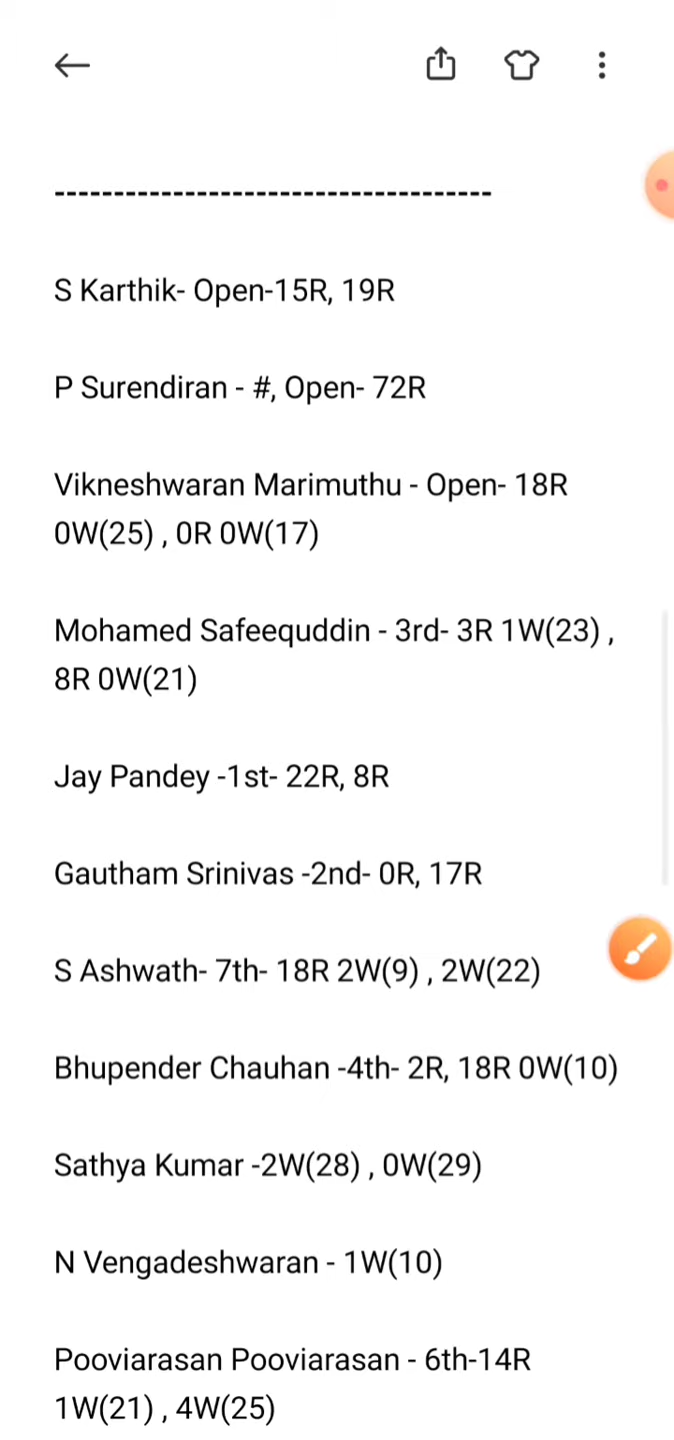 ------------------------------------
S Karthik- Open-15R, 19R
P Surendiran - #, Open- 72R
Vikneshwaran Marimuthu - Open- 18R
0W(25) , 0R 0W(17)
Mohamed Safeequddin - 3rd- 3R 1W(23) ,
8R 0W(21)
Jay Pandey -1st- 22R, 8R
Gautham Srinivas -2nd- 0R, 17R
S Ashwath- 7th- 18R 2W(9) , 2W(22)
Bhupender Chauhan -4th- 2R, 18R 0W(10)
Sathya Kumar -2W(28) , 0W(29)
N Vengadeshwaran - 1W(10)
Pooviarasan Pooviarasan - 6th-14R
1W(21) , 4W(25)